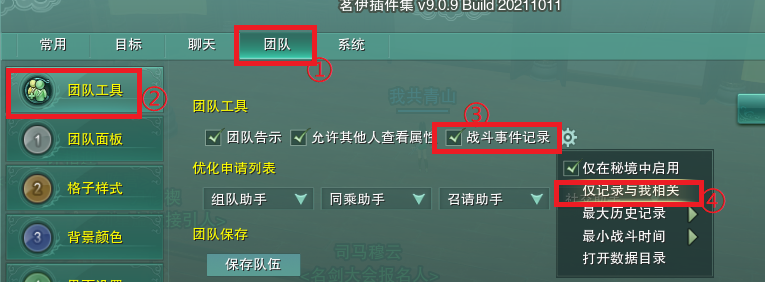 茗伊插件集 v9.0.9 Build 20211011
常用 目标 聊天 团队 系统
①
团队工具 ②
我共青山
团队工具 ③
团队面板 1
团队告示 允许其他人查看属性 战斗事件记录
优化申请列表 仅在秘境中启用
格子样式 2
组队助手 同乘助手 召请助手 仅记录与我相关 ④
接引人>
最大历史记录
背景颜色 3
团队保存 最小战斗时间
司马穆云
保存队伍 打开数据目录
<名剑大会报名人>